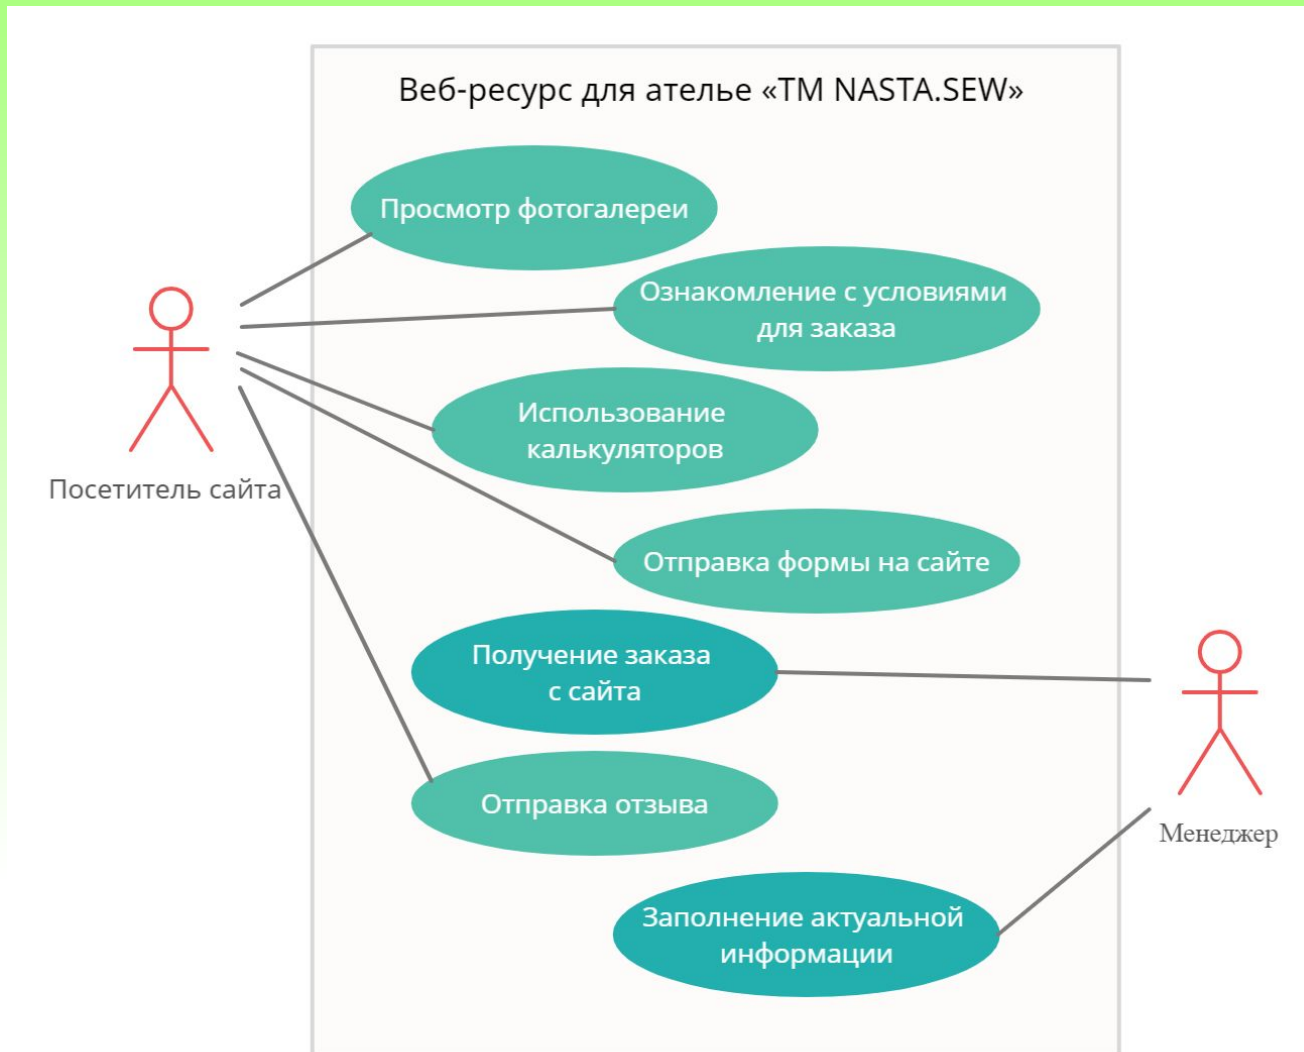 Веб-ресурс для ателье «ТМ NASTA.SEW»
Просмотр фотогалереи
Ознакомление с условиями
для заказа
Использование
калькуляторов
Посетитель сайта
Отправка формы на сайте
Получение заказа
с сайта
Отправка отзыва
Менеджер
Заполнение актуальной
информации